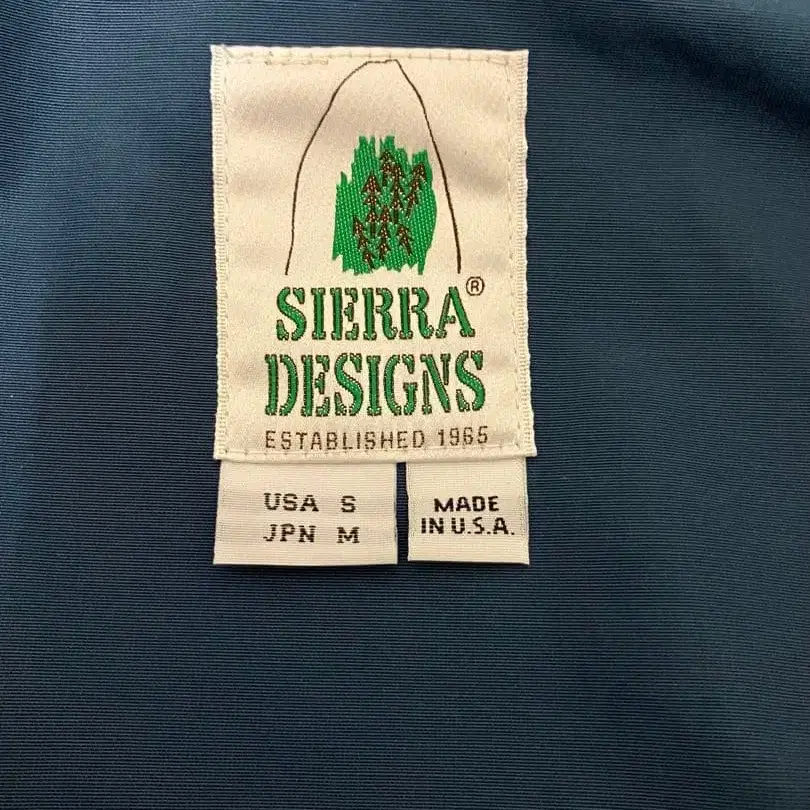 SIERRA®
DESIGNS
ESTABLISHED 1965
USA S
JPN M
MADE
IN U.S.A.